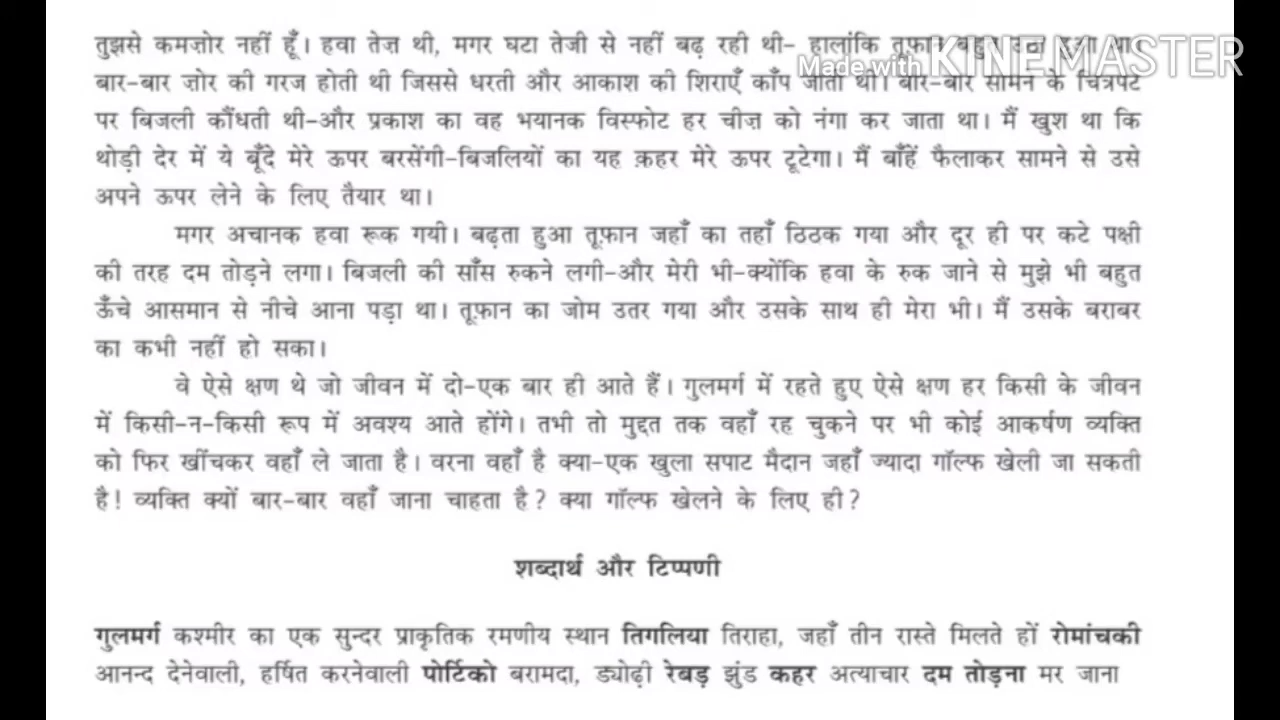 तुझसे कमज़ोर नहीं हूँ। हवा तेज़ थी, मगर घटा तेजी से नहीं बढ़ रही थी- हालांकि तूफ़ान
Made with KINEMASTER
बार-बार ज़ोर की गरज होती थी जिससे धरती और आकाश की शिराएँ काँप जाती थीं। बार-बार सामने के चित्रपट
पर बिजली कौंधती थी-और प्रकाश का वह भयानक विस्फोट हर चीज़ को नंगा कर जाता था। मैं खुश था कि
थोड़ी देर में ये बूँदे मेरे ऊपर बरसेंगी-बिजलियों का यह क़हर मेरे ऊपर टूटेगा। मैं बाँहें फैलाकर सामने से उसे
अपने ऊपर लेने के लिए तैयार था।
मगर अचानक हवा रूक गयी। बढ़ता हुआ तूफ़ान जहाँ का तहाँ ठिठक गया और दूर ही पर कटे पक्षी
की तरह दम तोड़ने लगा। बिजली की साँस रुकने लगी-और मेरी भी-क्योंकि हवा के रुक जाने से मुझे भी बहुत
ऊँचे आसमान से नीचे आना पड़ा था। तूफ़ान का जोम उतर गया और उसके साथ ही मेरा भी। मैं उसके बराबर
का कभी नहीं हो सका।
वे ऐसे क्षण थे जो जीवन में दो-एक बार ही आते हैं। गुलमर्ग में रहते हुए ऐसे क्षण हर किसी के जीवन
में किसी-न-किसी रूप में अवश्य आते होंगे। तभी तो मुद्दत तक वहाँ रह चुकने पर भी कोई आकर्षण व्यक्ति
को फिर खींचकर वहाँ ले जाता है। वरना वहाँ है क्या-एक खुला सपाट मैदान जहाँ ज्यादा गॉल्फ खेली जा सकती
है! व्यक्ति क्यों बार-बार वहाँ जाना चाहता है? क्या गॉल्फ खेलने के लिए ही?
शब्दार्थ और टिप्पणी
गुलमर्ग कश्मीर का एक सुन्दर प्राकृतिक रमणीय स्थान तिगलिया तिराहा, जहाँ तीन रास्ते मिलते हों रोमांचकी
आनन्द देनेवाली, हर्षित करनेवाली पोर्टिको बरामदा, ड्योढ़ी रेबड़ झुंड कहर अत्याचार दम तोड़ना मर जाना